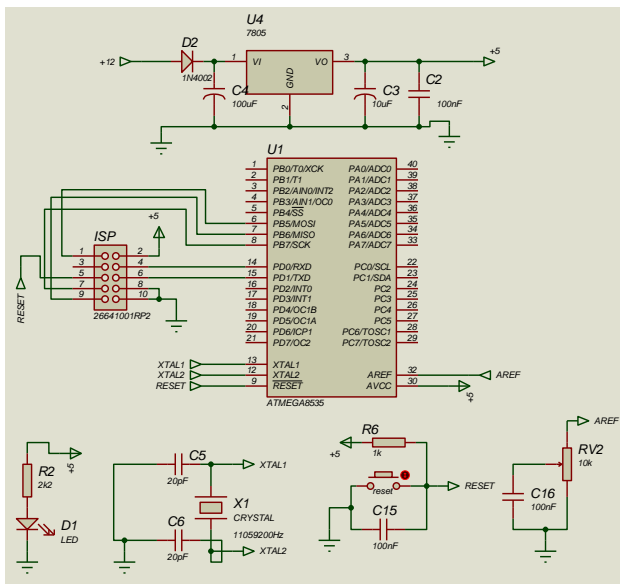 U4
7805
D2
+12
1N4002
1
VI
VO
3
+5
GND
2
C4
100uF
C3
10uF
C2
100nF
U1
1 PB0/T0/XCK PA0/ADC0 40
2 PB1/T1 PA1/ADC1 39
3 PB2/AIN0/INT2 PA2/ADC2 38
4 PB3/AIN1/OC0 PA3/ADC3 37
5 PB4/SS PA4/ADC4 36
6 PB5/MOSI PA5/ADC5 35
7 PB6/MISO PA6/ADC6 34
8 PB7/SCK PA7/ADC7 33
14 PD0/RXD PC0/SCL 22
15 PD1/TXD PC1/SDA 23
16 PD2/INT0 PC2 24
17 PD3/INT1 PC3 25
18 PD4/OC1B PC4 26
19 PD5/OC1A PC5 27
20 PD6/ICP1 PC6/TOSC1 28
21 PD7/OC2 PC7/TOSC2 29
XTAL1 13 XTAL1
XTAL2 12 XTAL2 AREF 32 AREF
RESET 9 RESET AVCC 30
+5
ATMEGA8535
ISP
+5
1 2
3 4
5 6
7 8
9 10
26641001RP2
RESET
R2
2k2
+5
D1
LED
C5
20pF
XTAL1
X1
CRYSTAL
11059200Hz
C6
20pF
XTAL2
R6
+5
1k
reset
RESET
C15
100nF
AREF
RV2
10k
C16
100nF